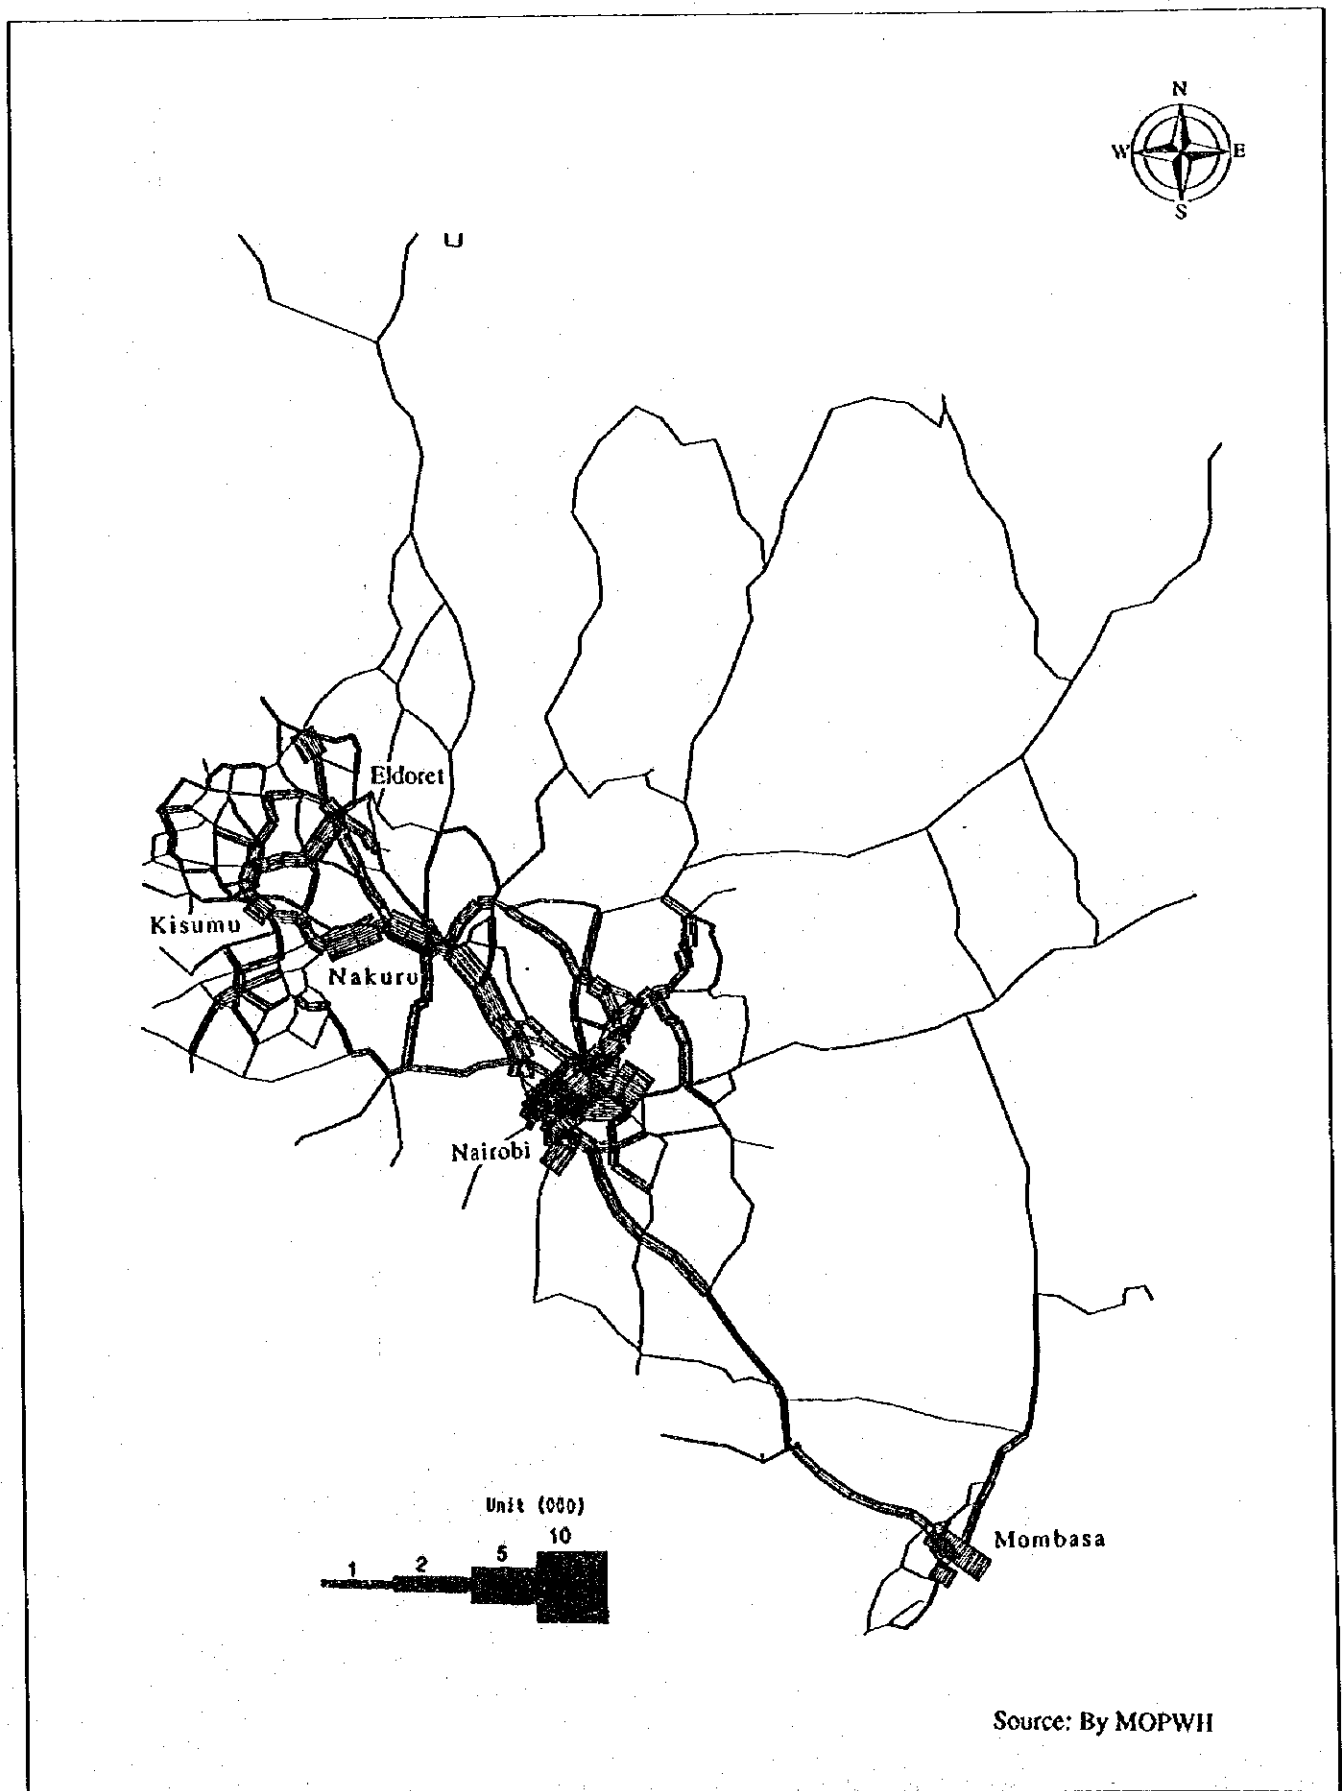 N
W E
S
Eldoret
Kisumu
Nakuru
Nairobi
Unit (000)
1 2 5 10
Mombasa
Source: By MOPWH